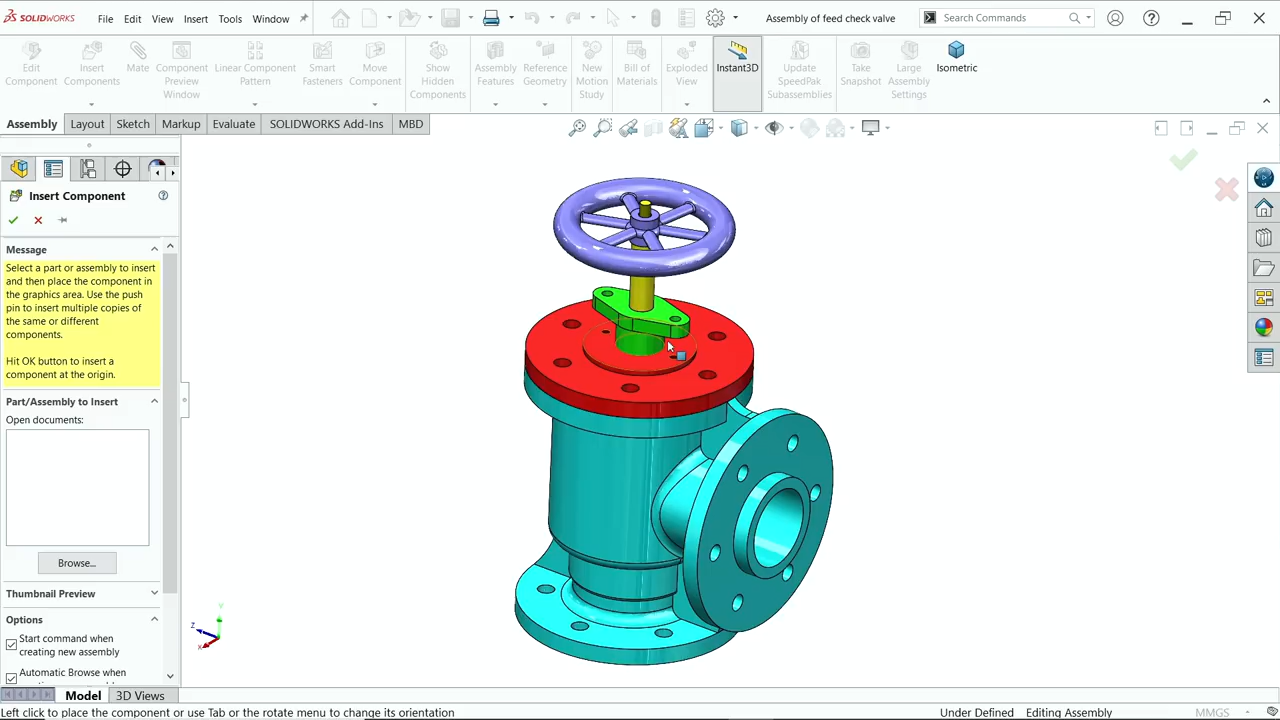 SOLIDWORKS File Edit View Insert Tools Window Assembly of feed check valve Search Commands
Edit Component
Insert Components
Mate
Component Preview Window
Linear Component Pattern
Smart Fasteners
Move Component
Show Hidden Components
Assembly Features
Reference Geometry
New Motion Study
Bill of Materials
Exploded View
Instant3D
Update SpeedPak Subassemblies
Take Snapshot
Large Assembly Settings
Isometric
Assembly Layout Sketch Markup Evaluate SOLIDWORKS Add-Ins MBD
Insert Component
Message
Select a part or assembly to insert
and then place the component in
the graphics area. Use the push
pin to insert multiple copies of
the same or different
components.
Hit OK button to insert a
component at the origin.
Part/Assembly to Insert
Open documents:
Browse...
Thumbnail Preview
Options
Start command when
creating new assembly
Automatic Browse when
Y
Z
X
Model 3D Views
Left click to place the component or use Tab or the rotate menu to change its orientation Under Defined Editing Assembly MMGS